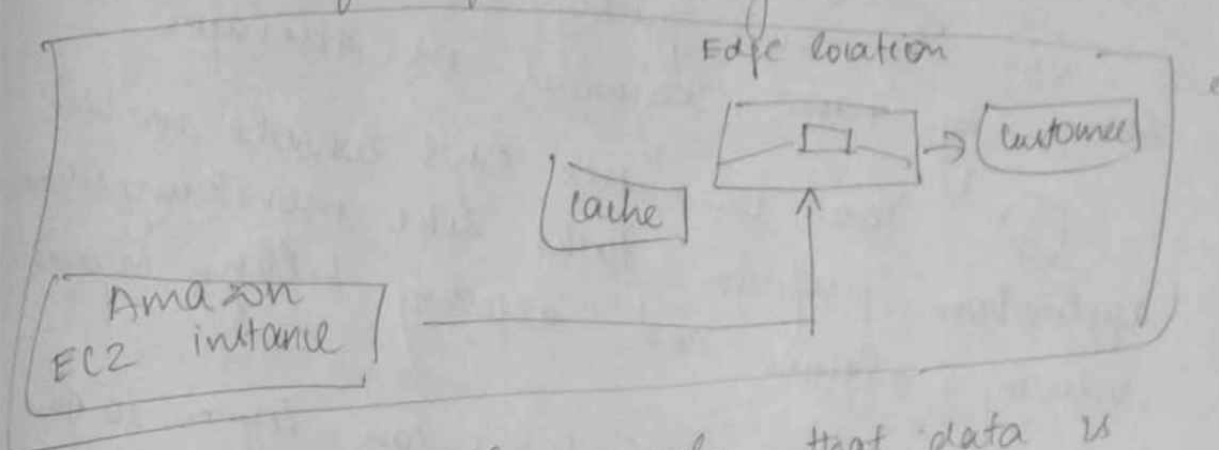 Edge location
Customer
Cache
Amazon
EC2 instance
that data is